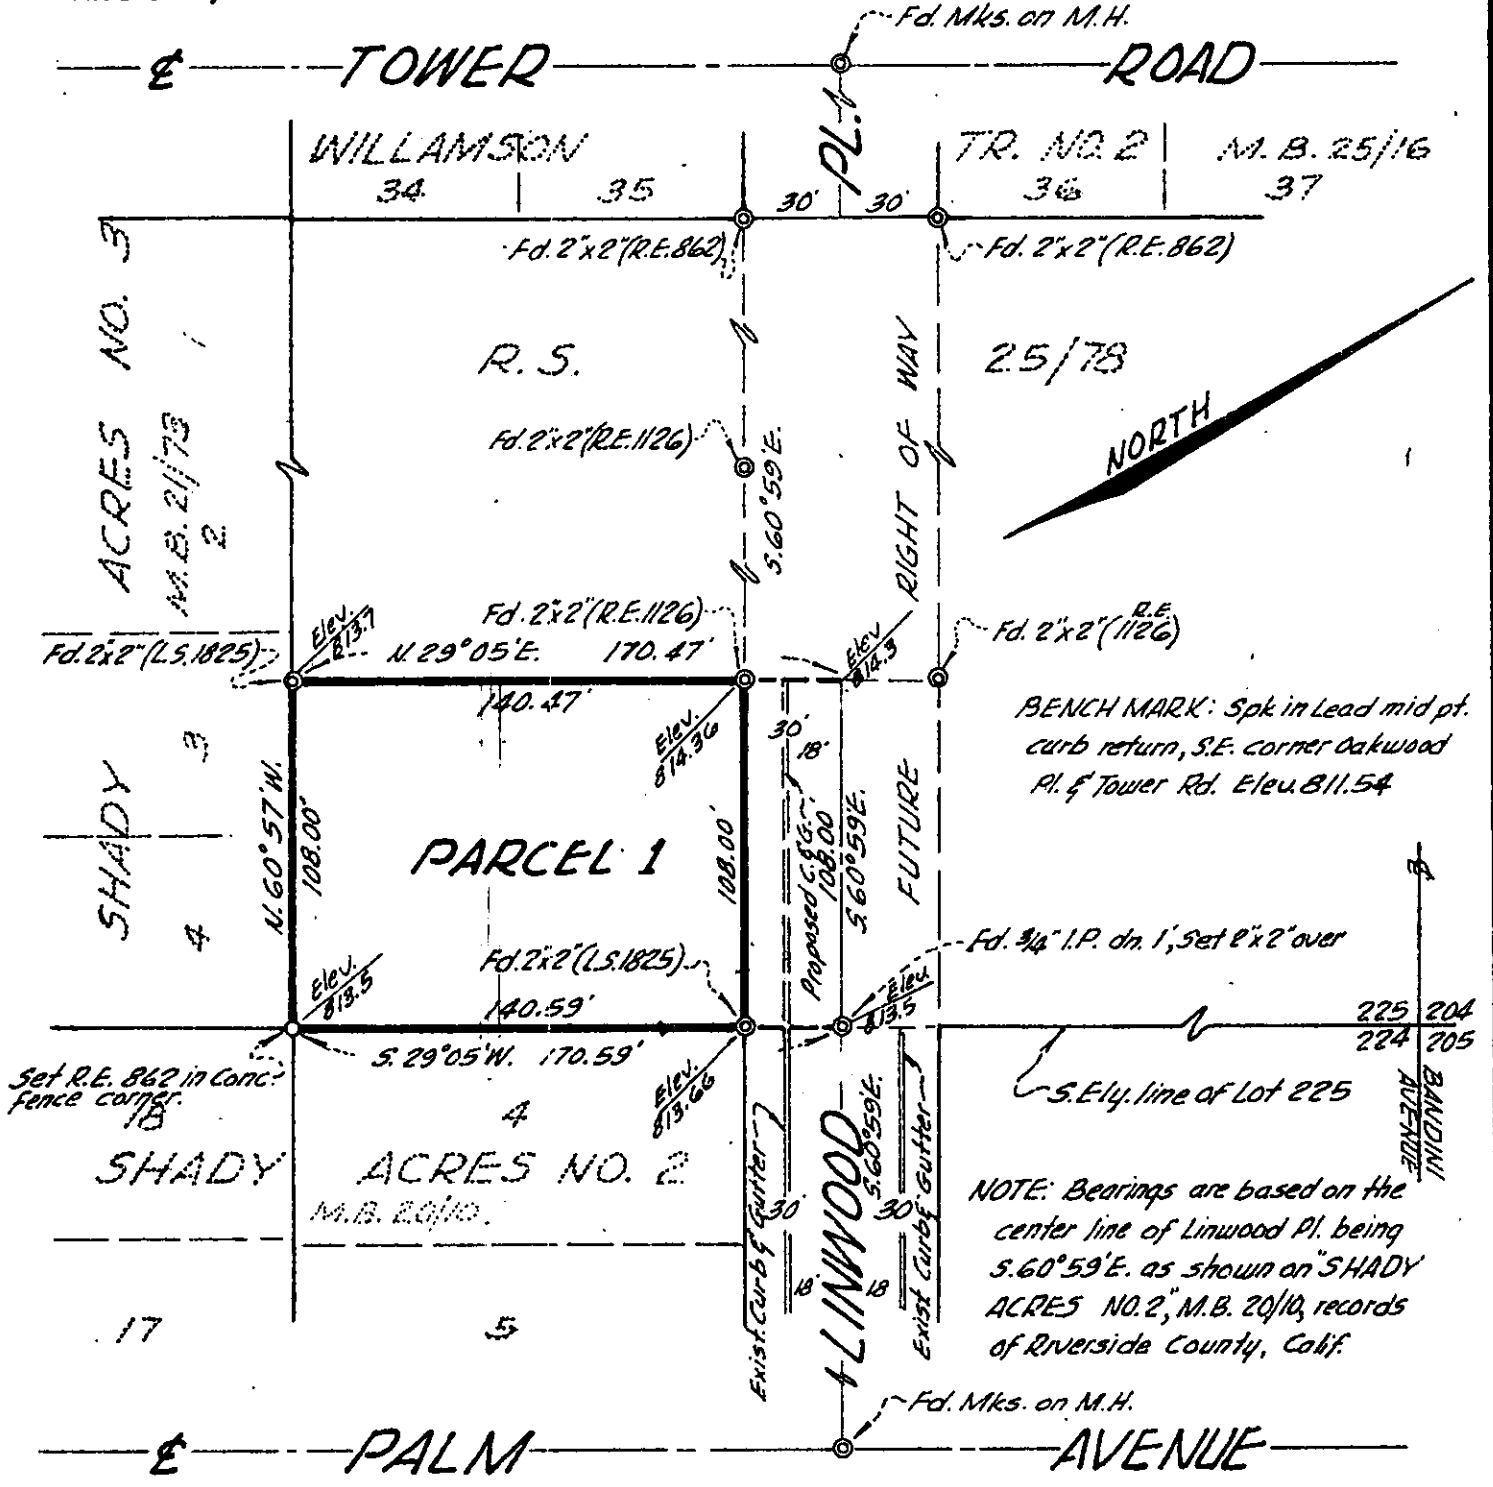 Fd. Mks. on M.H.
℄ TOWER ROAD
PL.
WILLAMSON TR. NO. 2 M.B. 25/16
34 35 30' 30' 36 37
Fd. 2"x2"(R.E.862) Fd. 2"x2"(R.E.862)
ACRES NO. 3
M.B. 21/73
2
R. S. 25/78
RIGHT OF WAY
NORTH
Fd. 2"x2"(R.E.1126)
S.60°59'E.
Fd. 2"x2"(R.E.1126)
R.E.
Fd. 2"x2"(1126)
Fd. 2"x2"(L.S.1825)
Elev. 813.7
N. 29°05'E. 170.47'
Elev. 814.3
140.47'
Elev. 814.36
30'
18'
BENCH MARK: Spk in Lead mid pt.
curb return, S.E. corner Oakwood
Pl. & Tower Rd. Elev. 811.54
SHADY
3
4
N. 60°57'W.
108.00'
PARCEL 1
108.00'
Proposed C.&G.
108.00'
S. 60°59'E.
FUTURE
Fd. 3/4" I.P. dn. 1', Set 2"x2" over
Fd. 2"x2"(L.S.1825)
Elev. 813.5
140.59'
Elev. 813.5
225 204
224 205
℄
BANDINI
AVENUE
S. 29°05'W. 170.59'
Elev. 813.66
Set R.E. 862 in Conc.
fence corner.
S.Ely. line of Lot 225
18 4
SHADY ACRES NO. 2
M.B. 20/10.
Exist. Curb & Gutter
30'
18'
LINWOOD
S.60°59'E.
30'
18
Exist Curb & Gutter
NOTE: Bearings are based on the
center line of Linwood Pl. being
S.60°59'E. as shown on "SHADY
ACRES NO. 2", M.B. 20/10, records
of Riverside County, Calif.
17 5
Fd. Mks. on M.H.
℄ PALM AVENUE